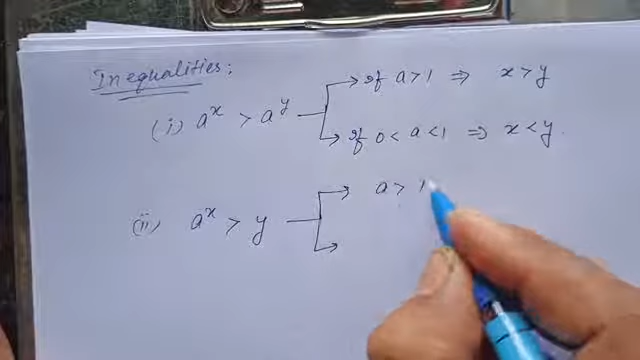 Inequalities:
if a > 1 ⇒ x > y
(i) a^x > a^y
if 0 < a < 1 ⇒ x < y.
a > 1
(ii) a^x > y